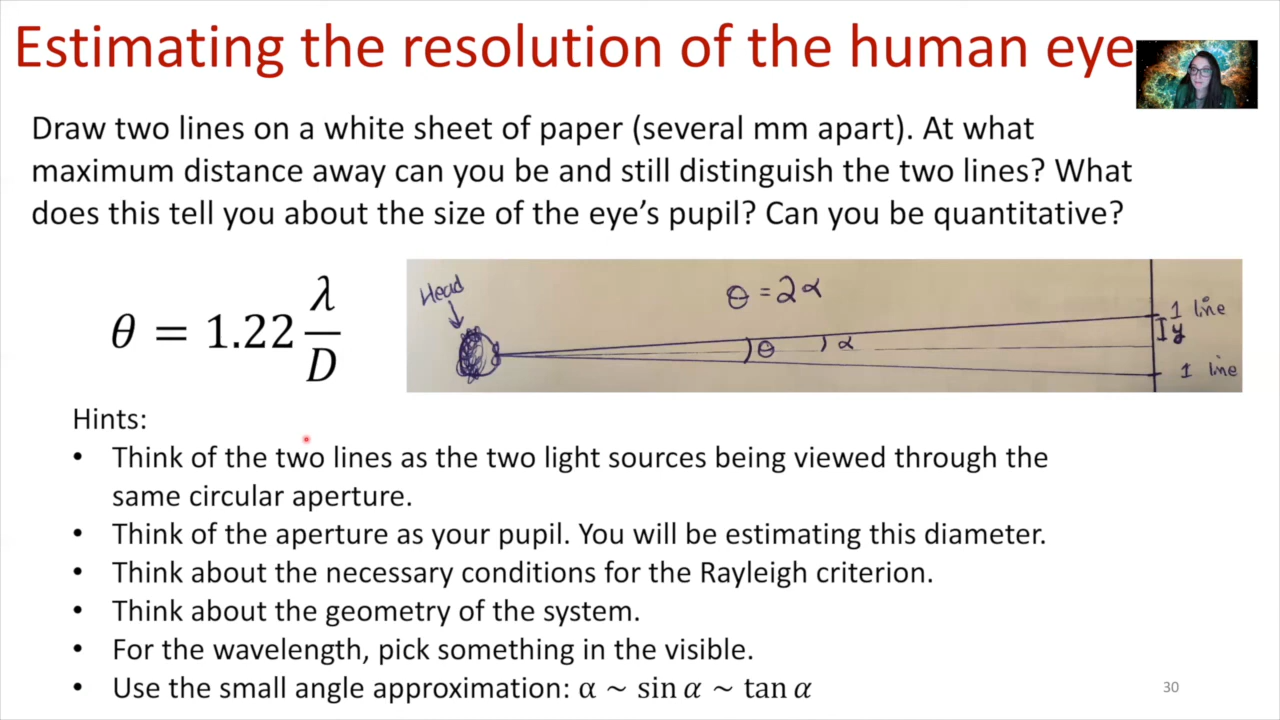 Estimating the resolution of the human eye
Draw two lines on a white sheet of paper (several mm apart). At what
maximum distance away can you be and still distinguish the two lines? What
does this tell you about the size of the eye's pupil? Can you be quantitative?
θ = 1.22 λ/D
Head
θ = 2α
1 line
θ
α
y
1 line
Hints:
• Think of the two lines as the two light sources being viewed through the
same circular aperture.
• Think of the aperture as your pupil. You will be estimating this diameter.
• Think about the necessary conditions for the Rayleigh criterion.
• Think about the geometry of the system.
• For the wavelength, pick something in the visible.
• Use the small angle approximation: α ~ sin α ~ tan α
30